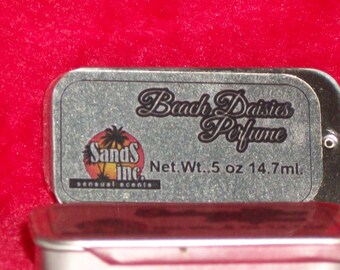 Beach Daisies
Perfume
SandS
inc.
sensual scents
Net.Wt..5 oz 14.7ml.